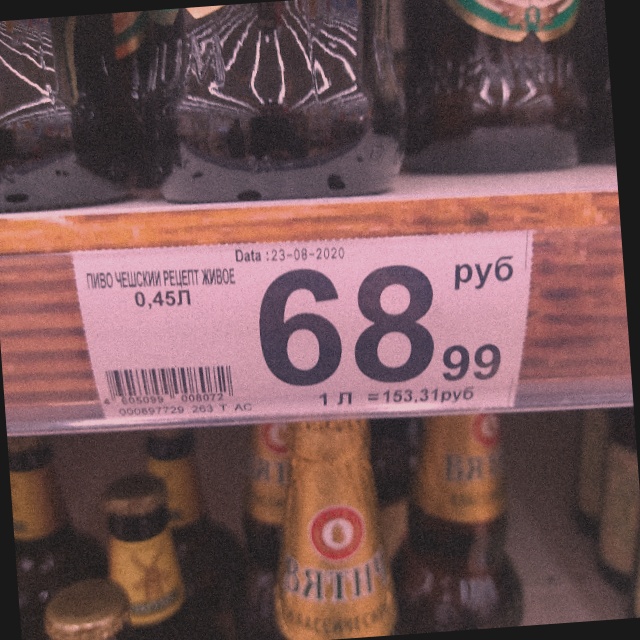 Data :23-08-2020
ПИВО ЧЕШСКИЙ РЕЦЕПТ ЖИВОЕ
0,45Л
68 99
руб
1 Л =153,31руб
4 605099 008072
000897729 263 T AC